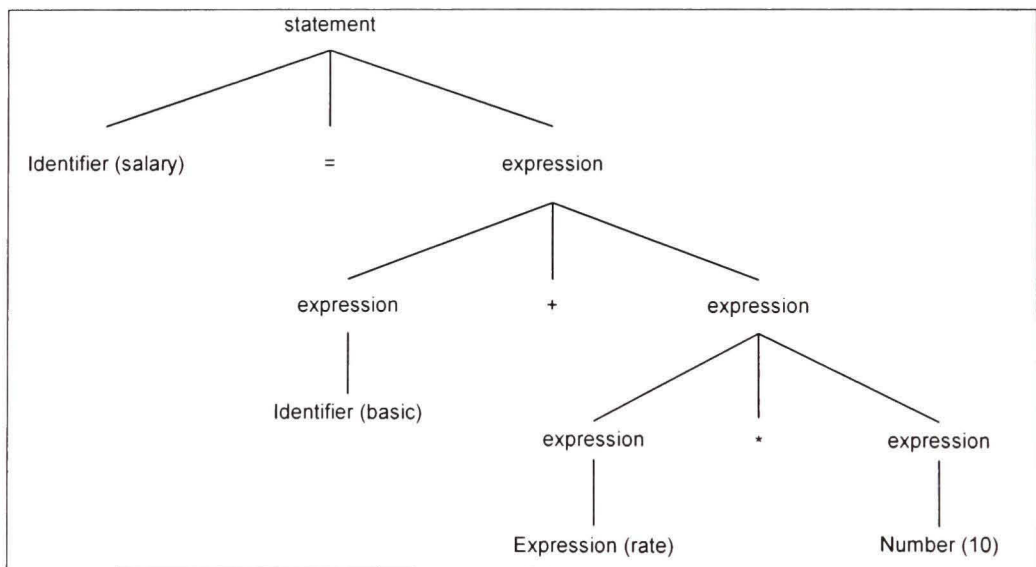 statement
Identifier (salary) = expression
expression + expression
Identifier (basic)
expression * expression
Expression (rate) Number (10)